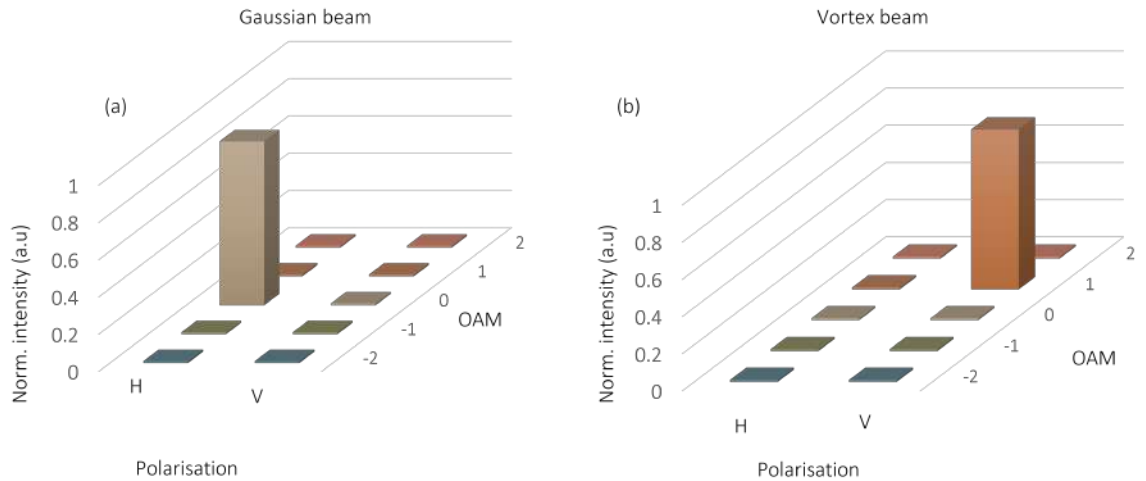 Gaussian beam
(a)
Norm. intensity (a.u)
1
0.8
0.6
0.4
0.2
0
H
V
-2
-1
0
1
2
OAM
Polarisation
Vortex beam
(b)
Norm. intensity (a.u)
1
0.8
0.6
0.4
0.2
0
H
V
-2
-1
0
1
2
OAM
Polarisation